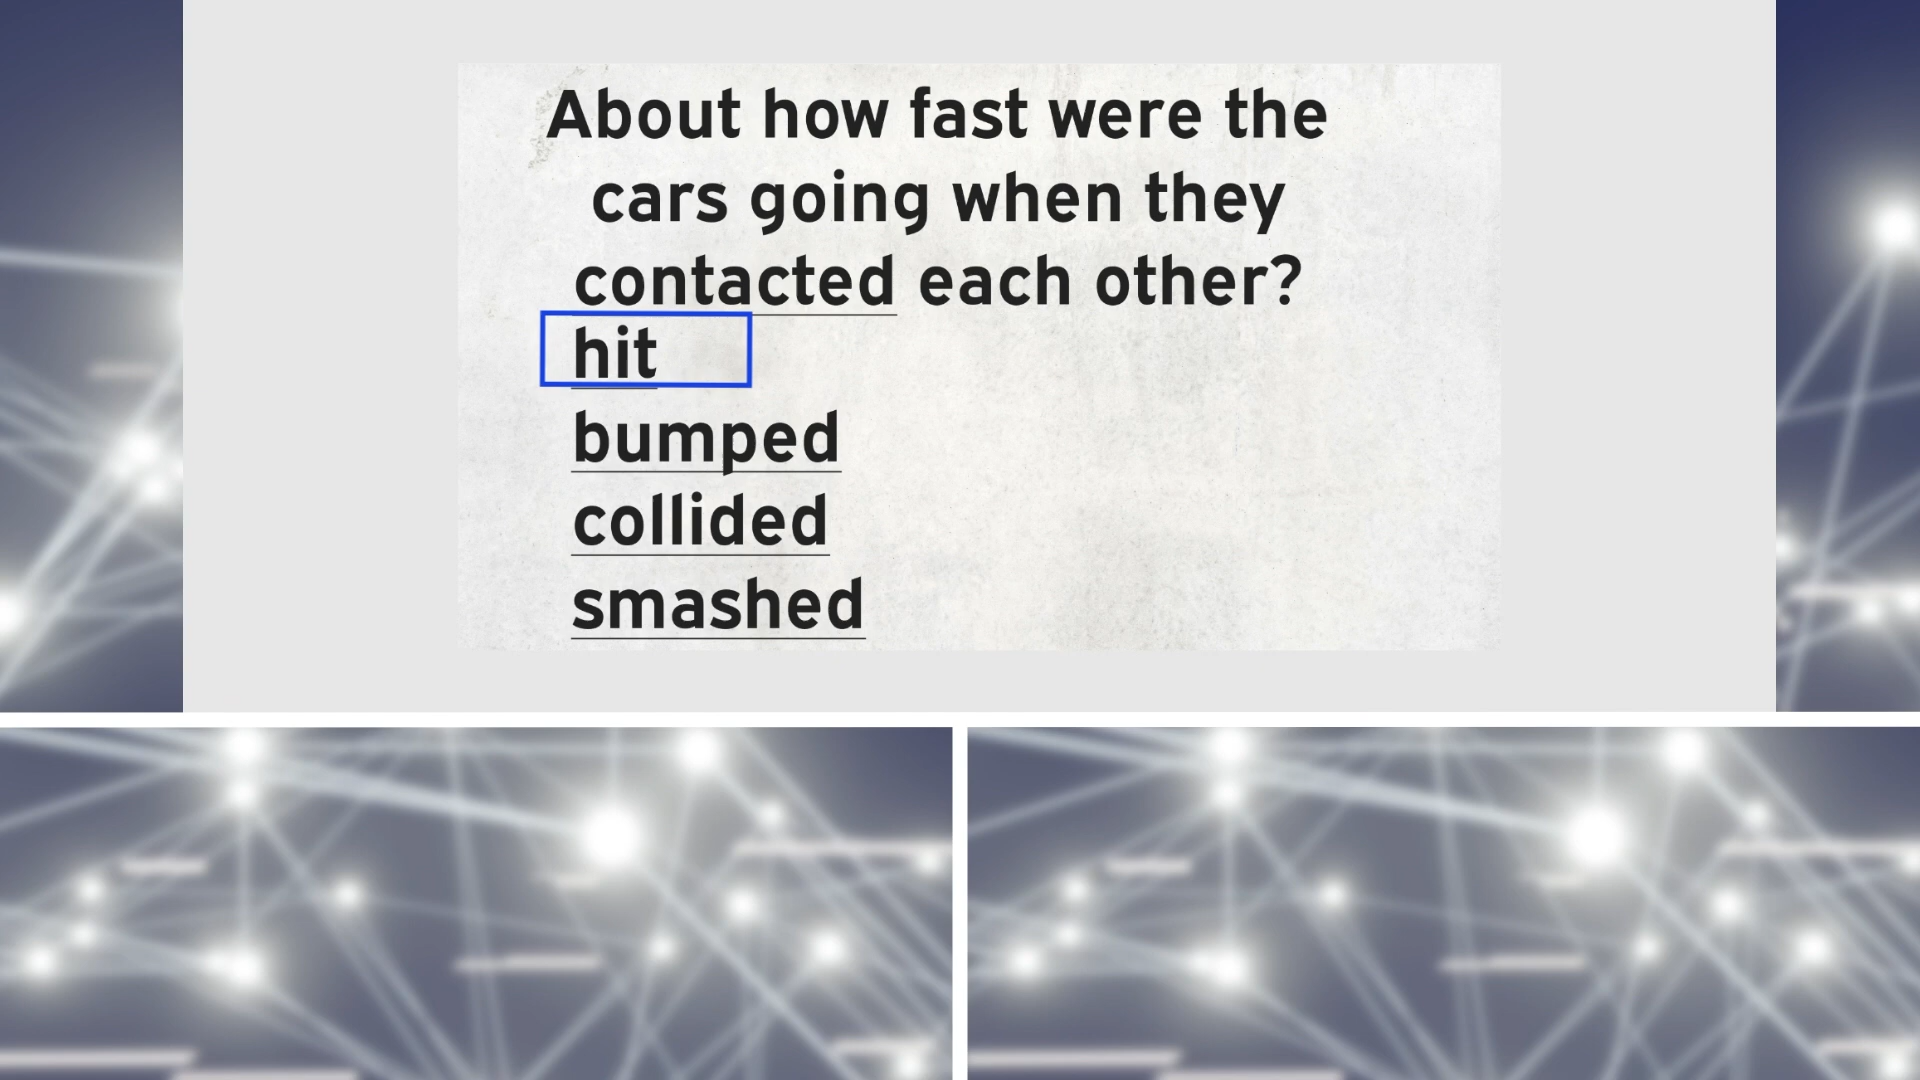 About how fast were the
cars going when they
contacted each other?
hit
bumped
collided
smashed